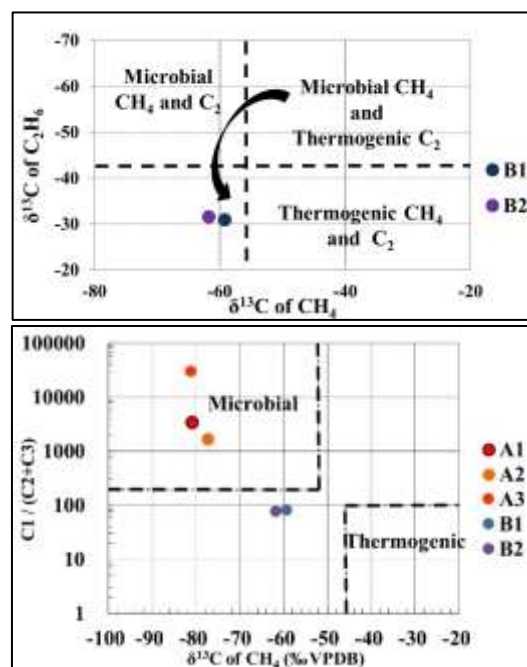 -70
-60
-50
-40
-30
-20
δ¹³C of C₂H₆
Microbial
CH₄ and C₂
Microbial CH₄
and
Thermogenic C₂
Thermogenic CH₄
and C₂
B1
B2
-80
-60
-40
-20
δ¹³C of CH₄
100000
10000
1000
100
10
1
C1 / (C2+C3)
Microbial
Thermogenic
A1
A2
A3
B1
B2
-100
-90
-80
-70
-60
-50
-40
-30
-20
δ¹³C of CH₄ (‰VPDB)